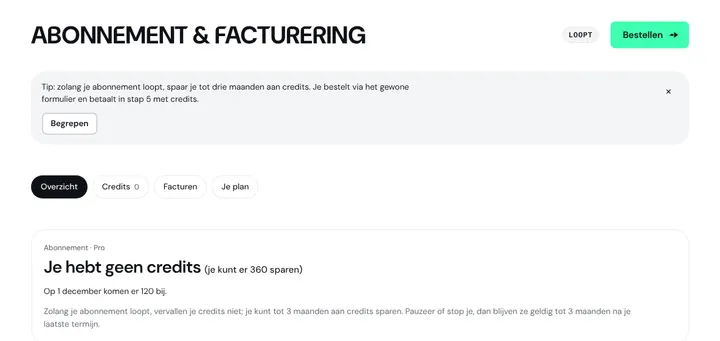 ABONNEMENT & FACTURERING
LOOPT
Bestellen →
Tip: zolang je abonnement loopt, spaar je tot drie maanden aan credits. Je bestelt via het gewone
formulier en betaalt in stap 5 met credits.
×
Begrepen
Overzicht
Credits 0
Facturen
Je plan
Abonnement · Pro
Je hebt geen credits (je kunt er 360 sparen)
Op 1 december komen er 120 bij.
Zolang je abonnement loopt, vervallen je credits niet; je kunt tot 3 maanden aan credits sparen. Pauzeer of stop je, dan blijven ze geldig tot 3 maanden na je
laatste termijn.